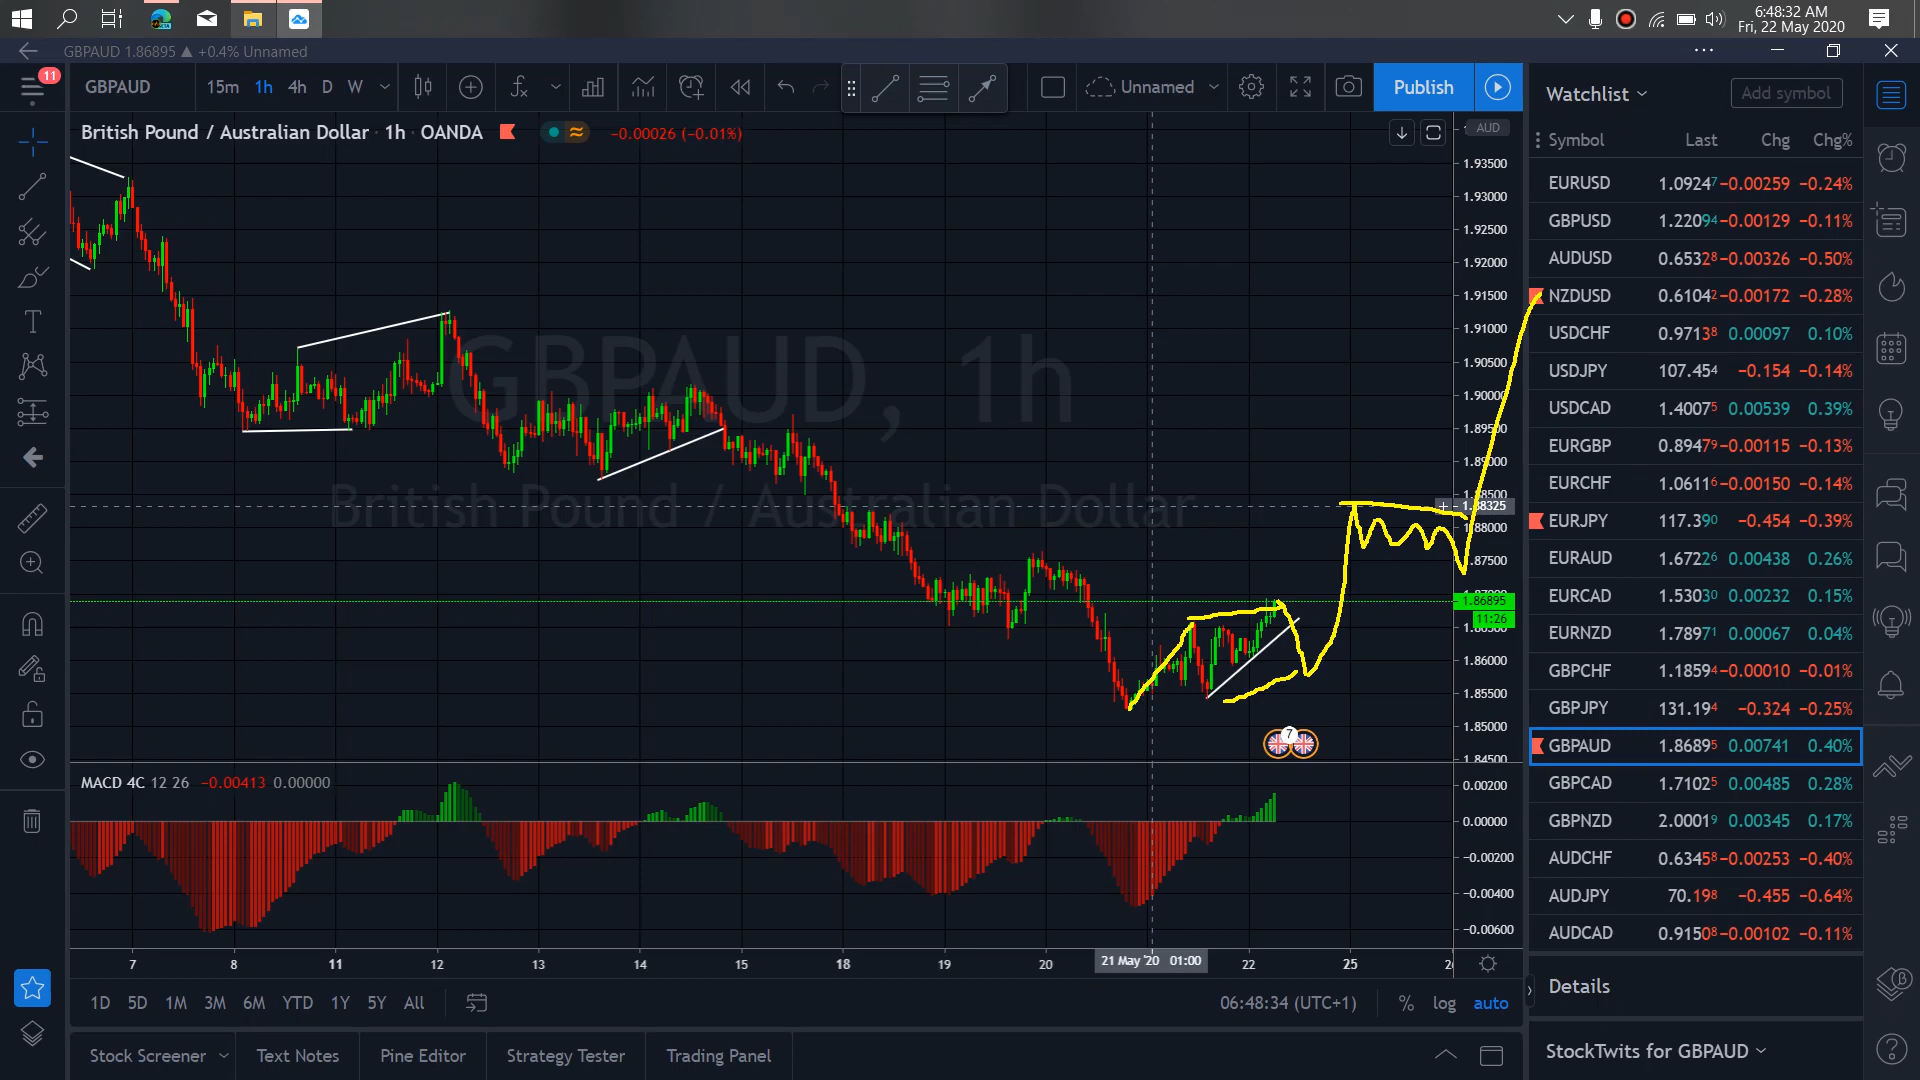 6:48:32 AM
Fri, 22 May 2020
GBPAUD 1.86895 ▲ +0.4% Unnamed
11
GBPAUD 15m 1h 4h D W
Unnamed
Publish
Watchlist
Add symbol
British Pound / Australian Dollar · 1h · OANDA
−0.00026 (−0.01%)
AUD
Symbol Last Chg Chg%
EURUSD 1.09247 −0.00259 −0.24%
GBPUSD 1.22094 −0.00129 −0.11%
AUDUSD 0.65328 −0.00326 −0.50%
NZDUSD 0.61042 −0.00172 −0.28%
USDCHF 0.97138 0.00097 0.10%
USDJPY 107.454 −0.154 −0.14%
USDCAD 1.40075 0.00539 0.39%
EURGBP 0.89479 −0.00115 −0.13%
EURCHF 1.06116 −0.00150 −0.14%
EURJPY 117.390 −0.454 −0.39%
EURAUD 1.67226 0.00438 0.26%
EURCAD 1.53030 0.00232 0.15%
EURNZD 1.78971 0.00067 0.04%
GBPCHF 1.18594 −0.00010 −0.01%
GBPJPY 131.194 −0.324 −0.25%
GBPAUD 1.86895 0.00741 0.40%
GBPCAD 1.71025 0.00485 0.28%
GBPNZD 2.00019 0.00345 0.17%
AUDCHF 0.63458 −0.00253 −0.40%
AUDJPY 70.198 −0.455 −0.64%
AUDCAD 0.91508 −0.00102 −0.11%
Details
StockTwits for GBPAUD
1.93500
1.93000
1.92500
1.92000
1.91500
1.91000
1.90500
1.90000
1.89500
1.89000
1.88500
1.88325
1.88000
1.87500
1.86895
11:26
1.86500
1.86000
1.85500
1.85000
1.84500
GBPAUD, 1h
British Pound / Australian Dollar
7
MACD 4C 12 26 −0.00413 0.00000
0.00200
0.00000
−0.00200
−0.00400
−0.00600
7 8 11 12 13 14 15 18 19 20 21 May '20 01:00 22 25
1D 5D 1M 3M 6M YTD 1Y 5Y All
06:48:34 (UTC+1) % log auto
Stock Screener Text Notes Pine Editor Strategy Tester Trading Panel